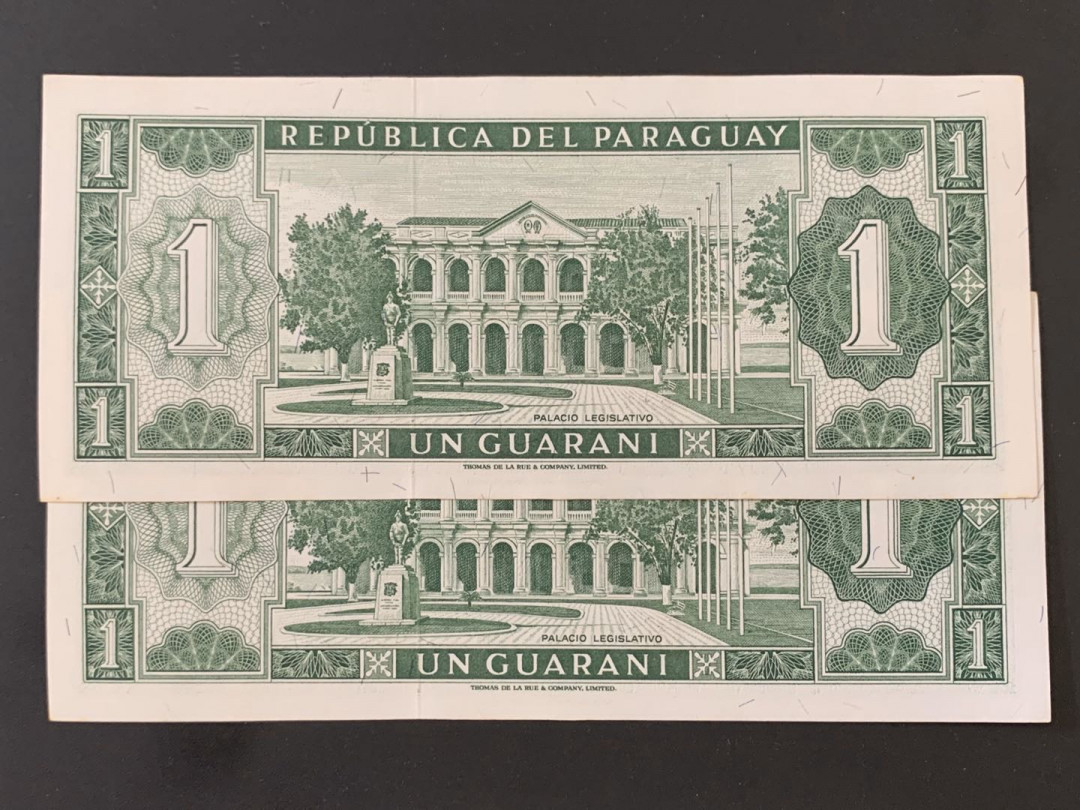 1 1
REPÚBLICA DEL PARAGUAY
1 1
PALACIO LEGISLATIVO
1 1
UN GUARANI
THOMAS DE LA RUE & COMPANY, LIMITED.
1 1
PALACIO LEGISLATIVO
1 1
UN GUARANI
THOMAS DE LA RUE & COMPANY, LIMITED.